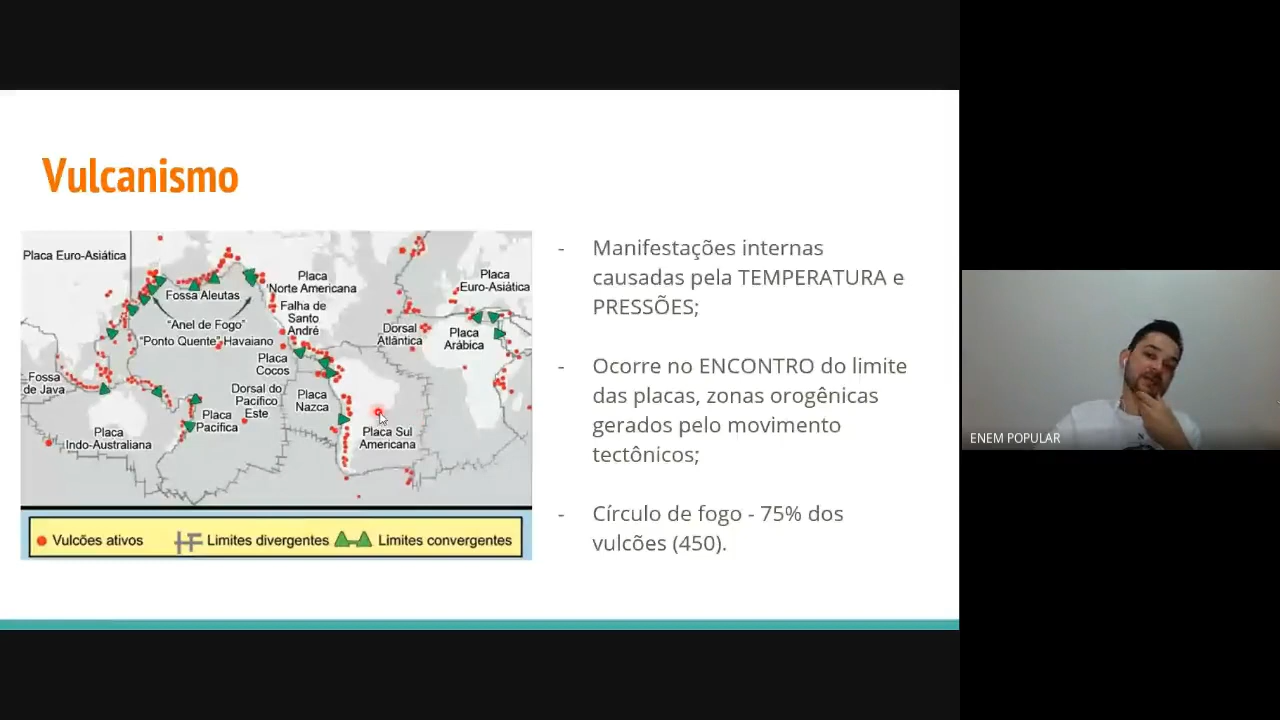 Vulcanismo
Placa Euro-Asiática
Fossa Aleutas
"Anel de Fogo"
"Ponto Quente" Havaiano
Placa
Norte Americana
Falha de
Santo
André
Placa
Cocos
Dorsal do
Pacifico
Este
Placa
Nazca
Placa
Pacifica
Fossa
de Java
Placa
Indo-Australiana
Placa Sul
Americana
Dorsal
Atlântica
Placa
Euro-Asiática
Placa
Arábica
Vulcões ativos
Limites divergentes
Limites convergentes
- Manifestações internas
causadas pela TEMPERATURA e
PRESSÕES;
- Ocorre no ENCONTRO do limite
das placas, zonas orogênicas
gerados pelo movimento
tectônicos;
- Círculo de fogo - 75% dos
vulcões (450).
ENEM POPULAR